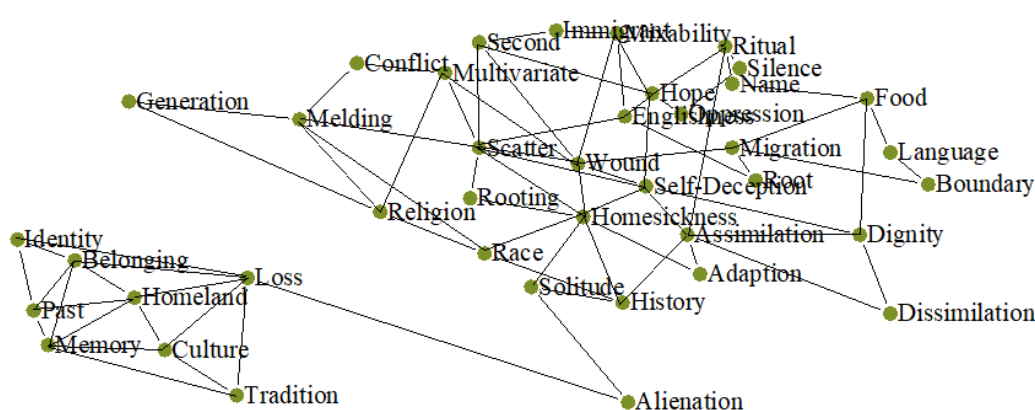 Immigrant
Mixability
Second
Ritual
Conflict
Multivariate
Silence
Name
Hope
Food
Generation
Melding
Englishness
Oppression
Scatter
Wound
Migration
Language
Root
Boundary
Self-Deception
Rooting
Religion
Homesickness
Assimilation
Dignity
Identity
Belonging
Race
Loss
Adaption
Homeland
Solitude
History
Past
Dissimilation
Memory
Culture
Tradition
Alienation